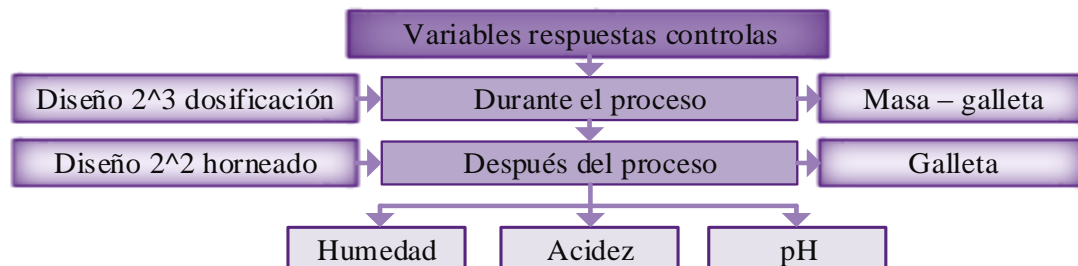 Variables respuestas controlas
Diseño 2^3 dosificación
Durante el proceso
Masa – galleta
Diseño 2^2 horneado
Después del proceso
Galleta
Humedad
Acidez
pH